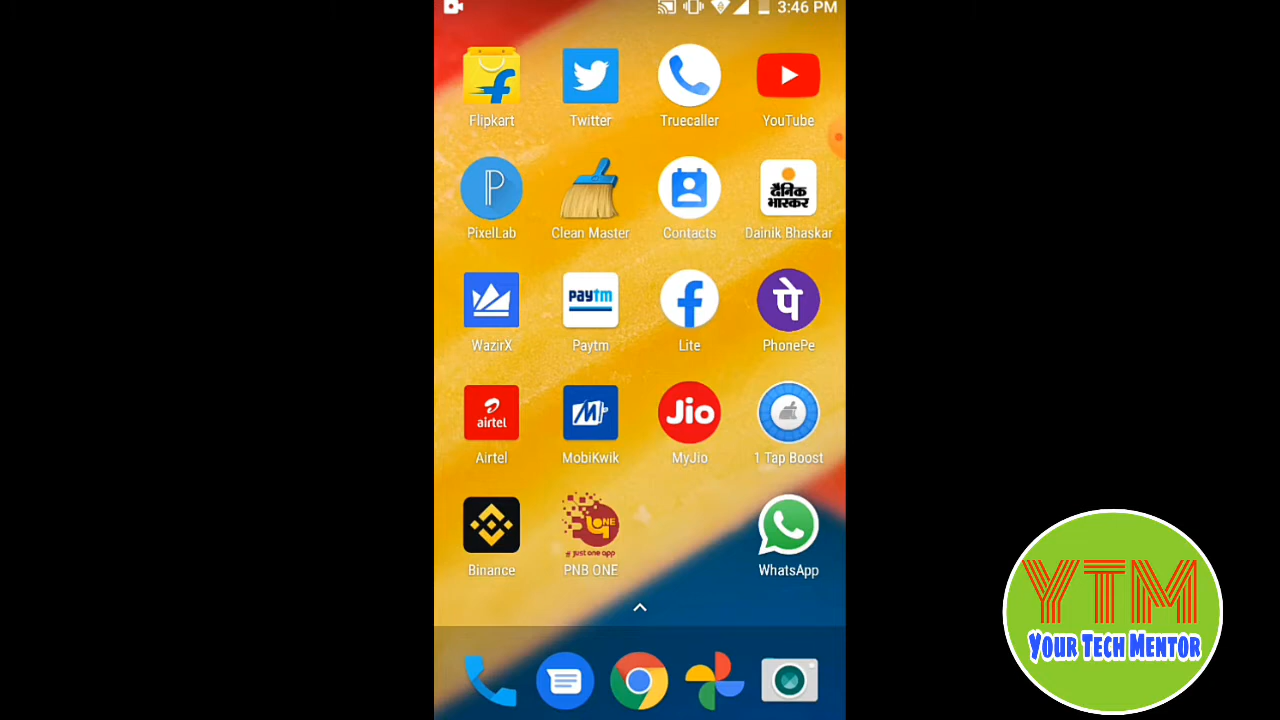 3:46 PM
Flipkart Twitter Truecaller YouTube
P
दैनिक
भास्कर
PixelLab Clean Master Contacts Dainik Bhaskar
paytm पे
WazirX Paytm Lite PhonePe
airtel Jio
Airtel MobiKwik MyJio 1 Tap Boost
ONE
# just one app
Binance PNB ONE WhatsApp
YTM
Your Tech Mentor